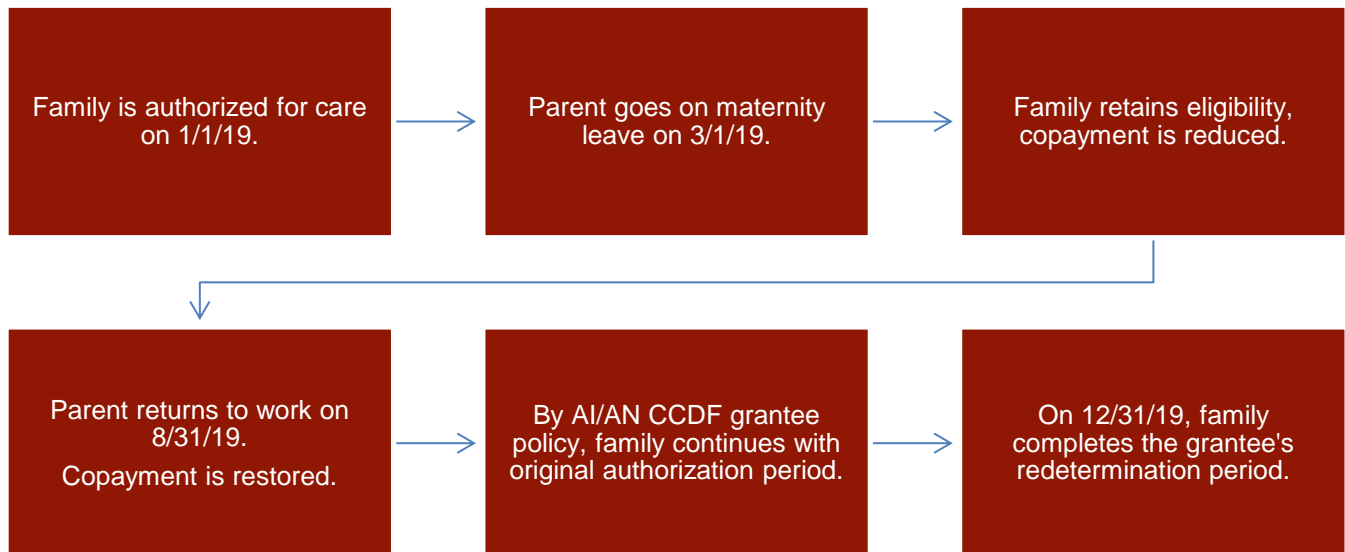 Family is authorized for care
on 1/1/19.
Parent goes on maternity
leave on 3/1/19.
Family retains eligibility,
copayment is reduced.
Parent returns to work on
8/31/19.
Copayment is restored.
By AI/AN CCDF grantee
policy, family continues with
original authorization period.
On 12/31/19, family
completes the grantee's
redetermination period.